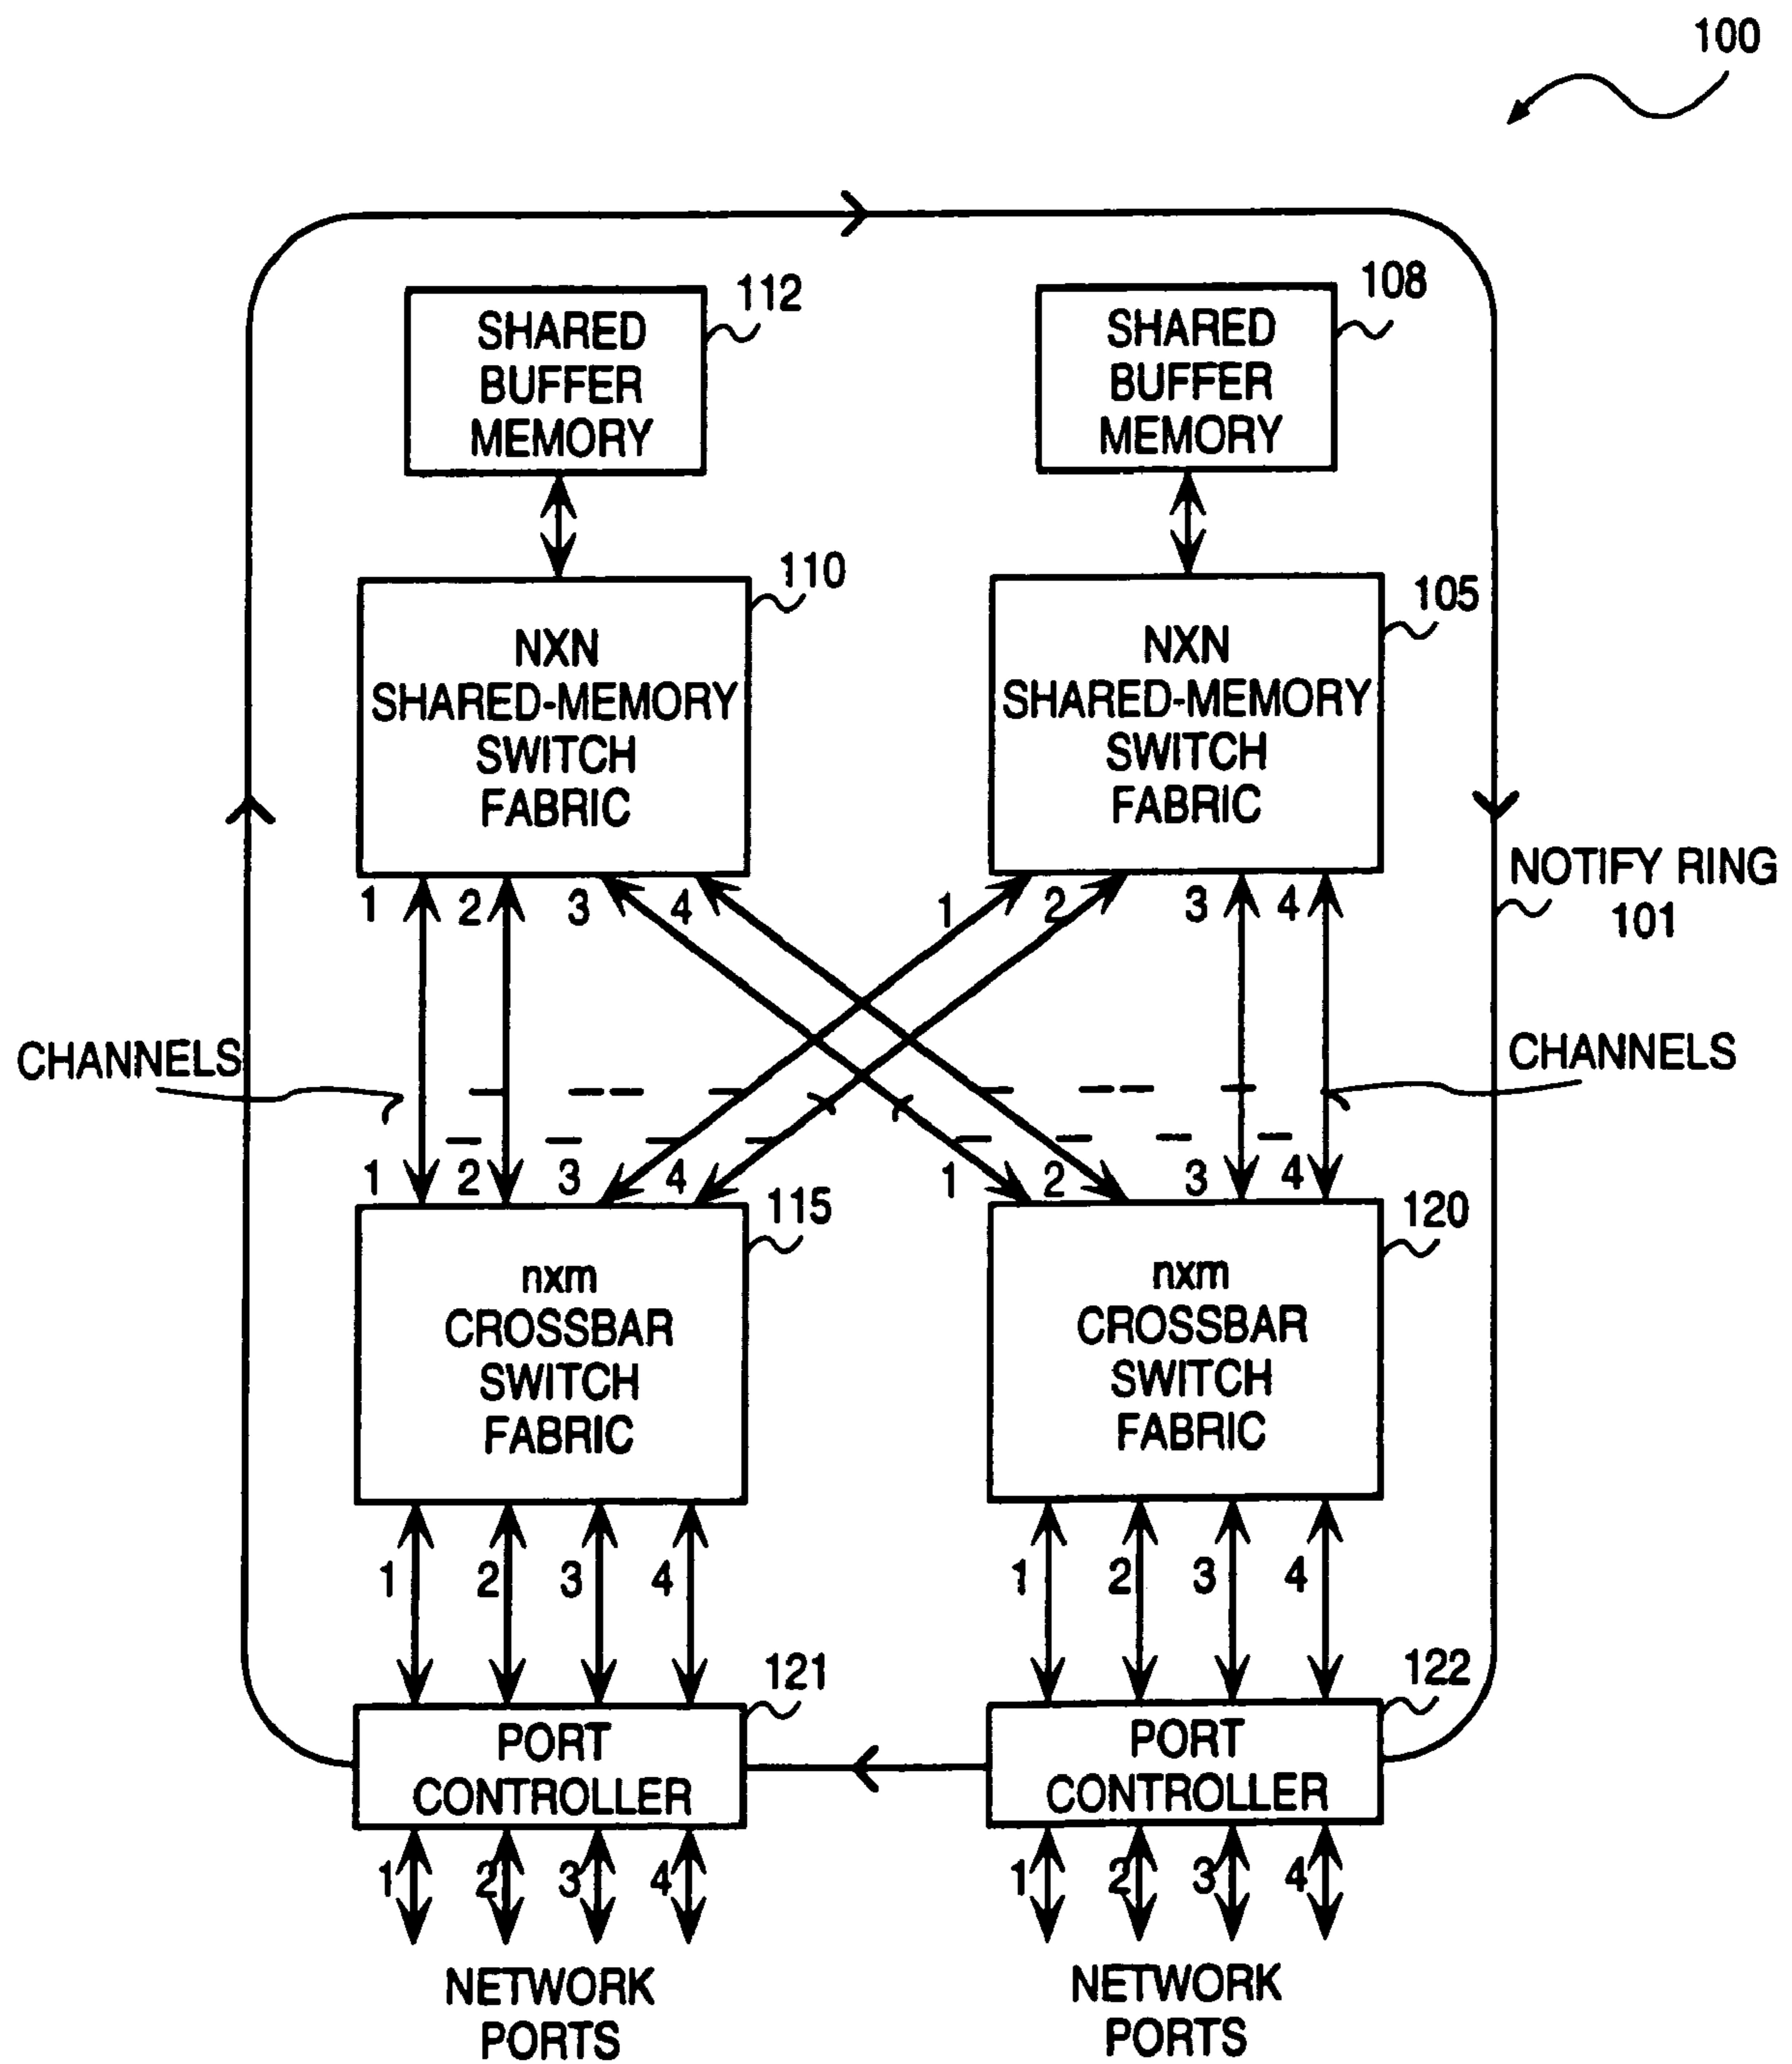 100
112
108
SHARED
BUFFER
MEMORY
SHARED
BUFFER
MEMORY
110
105
NXN
SHARED-MEMORY
SWITCH
FABRIC
NXN
SHARED-MEMORY
SWITCH
FABRIC
NOTIFY RING
101
1 2 3 4
1 2 3 4
CHANNELS
CHANNELS
1 2 3 4
1 2 3 4
115
120
nxm
CROSSBAR
SWITCH
FABRIC
nxm
CROSSBAR
SWITCH
FABRIC
1 2 3 4
1 2 3 4
121
122
PORT
CONTROLLER
PORT
CONTROLLER
1 2 3 4
1 2 3 4
NETWORK
PORTS
NETWORK
PORTS